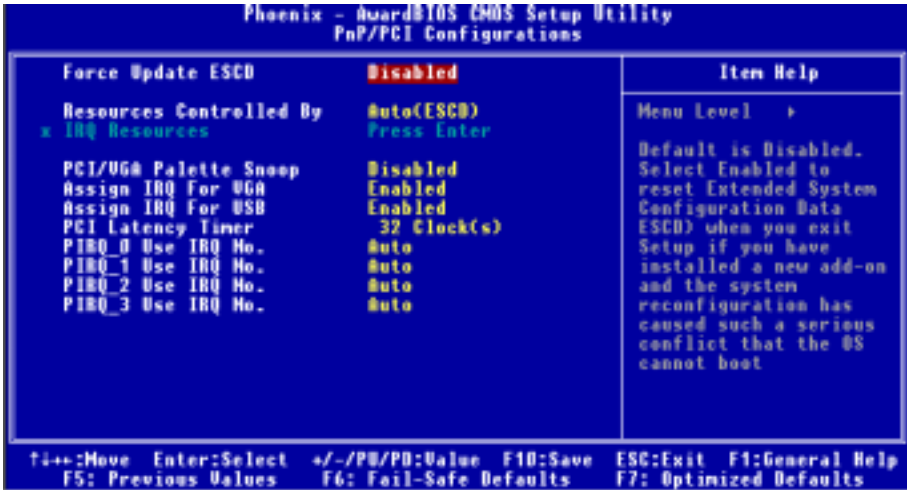 Phoenix - AwardBIOS CMOS Setup Utility
PnP/PCI Configurations
Force Update ESCD Disabled
Resources Controlled By Auto(ESCD)
x IRQ Resources Press Enter
PCI/VGA Palette Snoop Disabled
Assign IRQ For VGA Enabled
Assign IRQ For USB Enabled
PCI Latency Timer 32 Clock(s)
PIRQ_0 Use IRQ No. Auto
PIRQ_1 Use IRQ No. Auto
PIRQ_2 Use IRQ No. Auto
PIRQ_3 Use IRQ No. Auto
Item Help
Menu Level ▸
Default is Disabled.
Select Enabled to
reset Extended System
Configuration Data
ESCD) when you exit
Setup if you have
installed a new add-on
and the system
reconfiguration has
caused such a serious
conflict that the OS
cannot boot
↑↓→←:Move Enter:Select +/-/PU/PD:Value F10:Save ESC:Exit F1:General Help
F5: Previous Values F6: Fail-Safe Defaults F7: Optimized Defaults